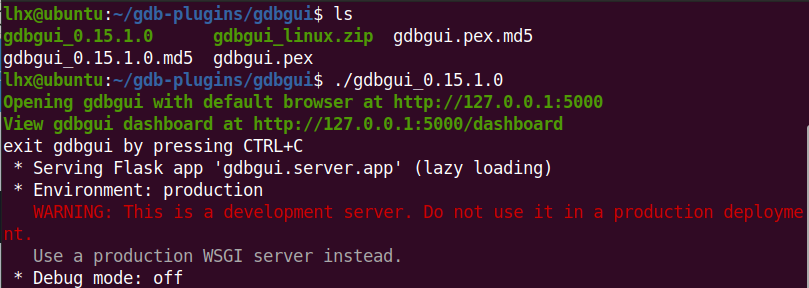 lhx@ubuntu:~/gdb-plugins/gdbgui$ ls
gdbgui_0.15.1.0 gdbgui_linux.zip gdbgui.pex.md5
gdbgui_0.15.1.0.md5 gdbgui.pex
lhx@ubuntu:~/gdb-plugins/gdbgui$ ./gdbgui_0.15.1.0
Opening gdbgui with default browser at http://127.0.0.1:5000
View gdbgui dashboard at http://127.0.0.1:5000/dashboard
exit gdbgui by pressing CTRL+C
* Serving Flask app 'gdbgui.server.app' (lazy loading)
* Environment: production
WARNING: This is a development server. Do not use it in a production deployme
nt.
Use a production WSGI server instead.
* Debug mode: off